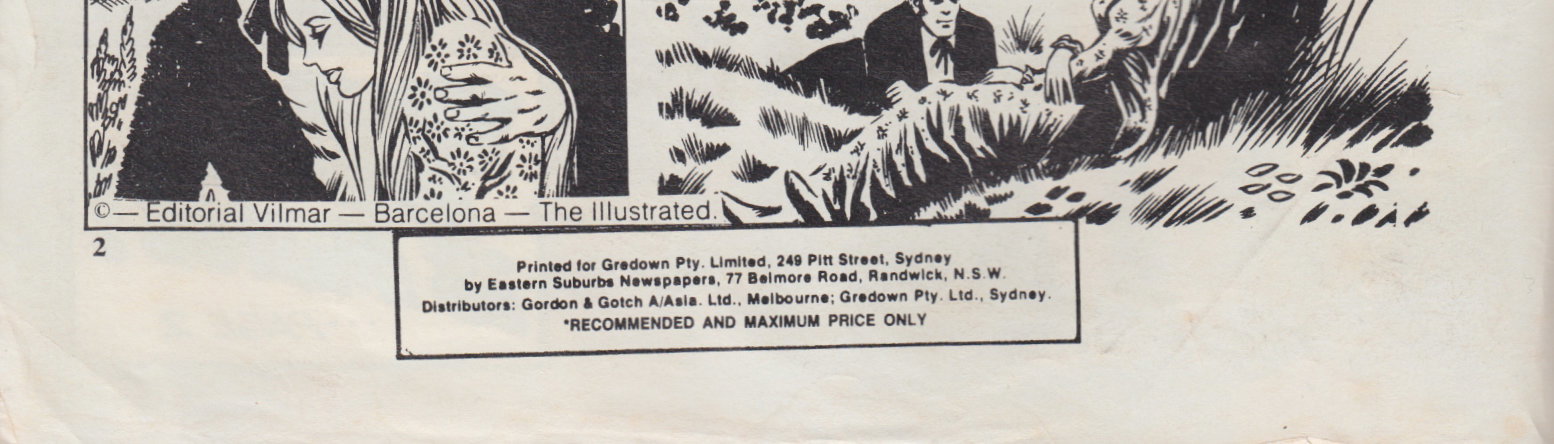 ©— Editorial Vilmar — Barcelona — The Illustrated.
2
Printed for Gredown Pty. Limited, 249 Pitt Street, Sydney
by Eastern Suburbs Newspapers, 77 Belmore Road, Randwick, N.S.W.
Distributors: Gordon & Gotch A/Asia. Ltd., Melbourne; Gredown Pty. Ltd., Sydney.
*RECOMMENDED AND MAXIMUM PRICE ONLY